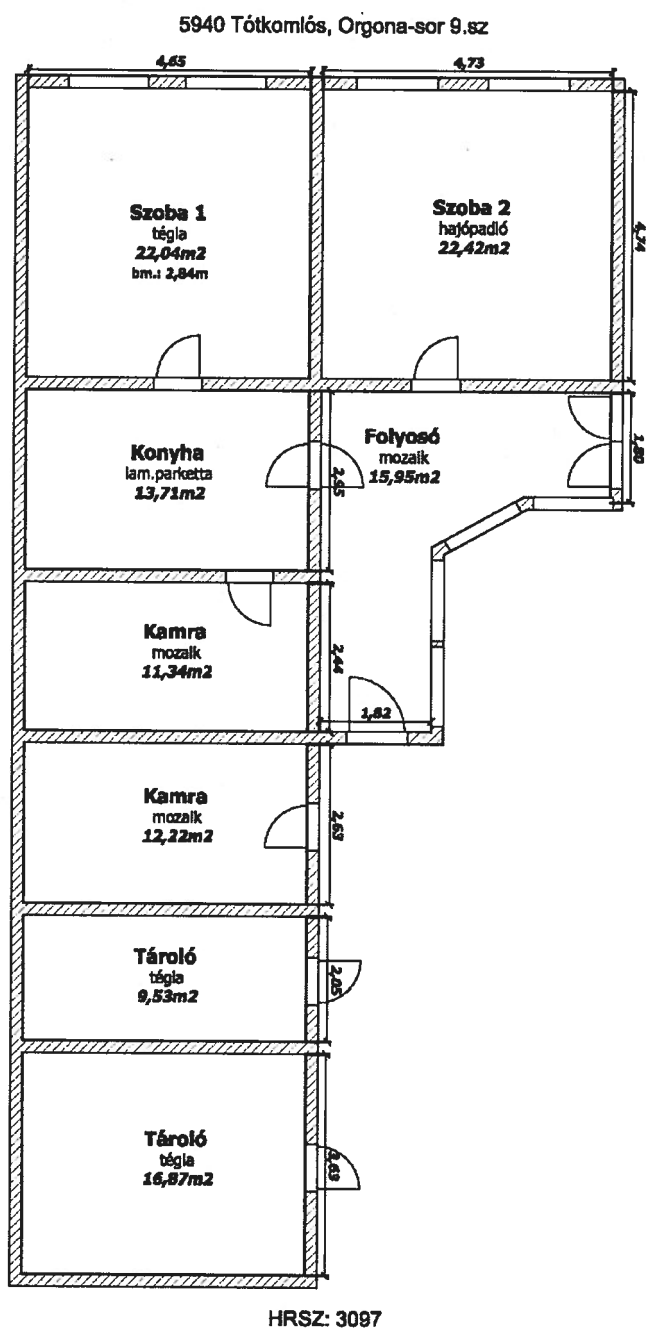 5940 Tótkomlós, Orgona-sor 9.sz
4,65
4,73
Szoba 1
tégla
22,04m2
bm.: 2,84m
Szoba 2
hajópadló
22,42m2
4,74
Konyha
lam.parketta
13,71m2
2,95
Folyosó
mozaik
15,95m2
1,80
Kamra
mozaik
11,34m2
2,44
1,82
Kamra
mozaik
12,22m2
2,63
Tároló
tégla
9,53m2
2,05
Tároló
tégla
16,87m2
3,63
HRSZ: 3097